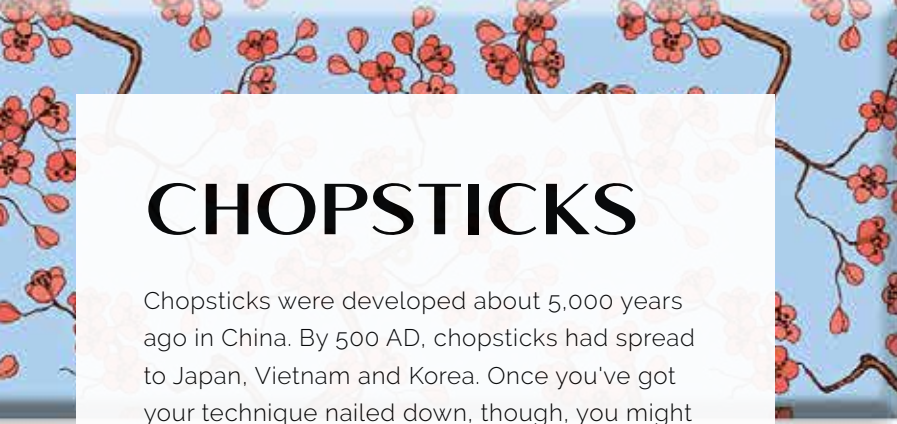 CHOPSTICKS
Chopsticks were developed about 5,000 years
ago in China. By 500 AD, chopsticks had spread
to Japan, Vietnam and Korea. Once you've got
your technique nailed down, though, you might